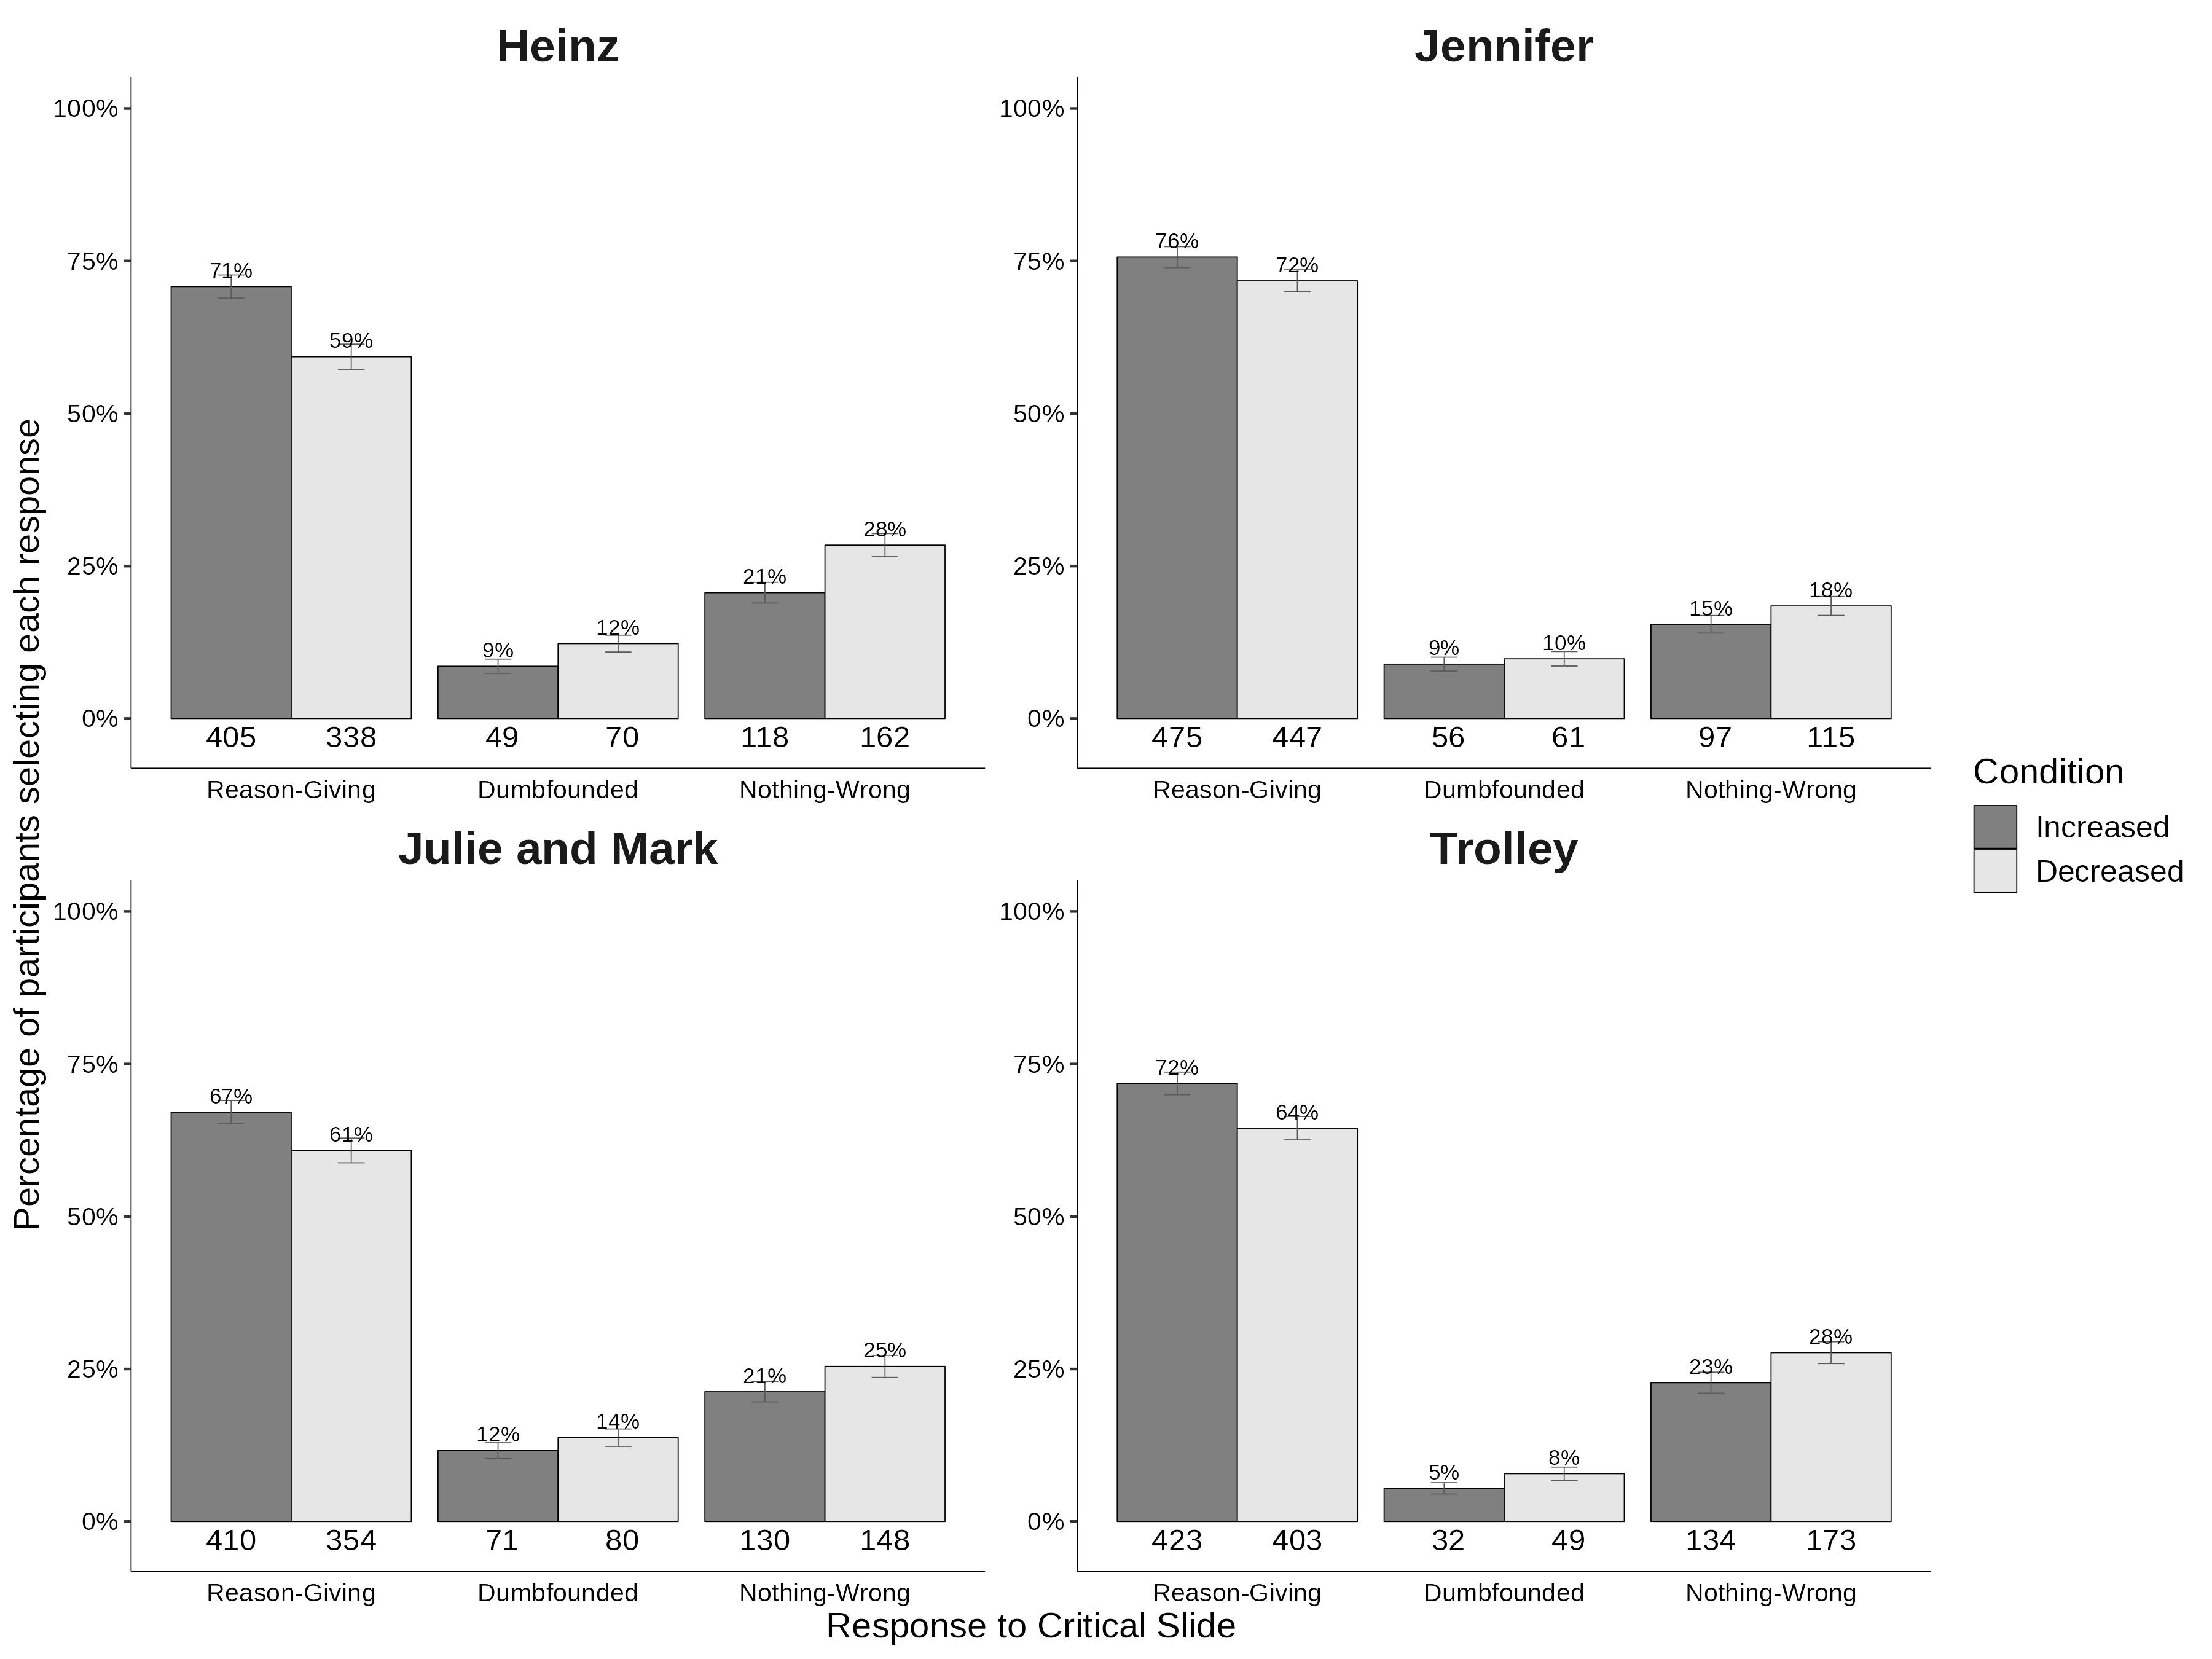 Heinz
100%
75%
50%
25%
0%
71%
59%
9%
12%
21%
28%
405 338 49 70 118 162
Reason-Giving Dumbfounded Nothing-Wrong
Jennifer
100%
75%
50%
25%
0%
76%
72%
9%
10%
15%
18%
475 447 56 61 97 115
Reason-Giving Dumbfounded Nothing-Wrong
Julie and Mark
100%
75%
50%
25%
0%
67%
61%
12%
14%
21%
25%
410 354 71 80 130 148
Reason-Giving Dumbfounded Nothing-Wrong
Trolley
100%
75%
50%
25%
0%
72%
64%
5%
8%
23%
28%
423 403 32 49 134 173
Reason-Giving Dumbfounded Nothing-Wrong
Percentage of participants selecting each response
Response to Critical Slide
Condition
Increased
Decreased